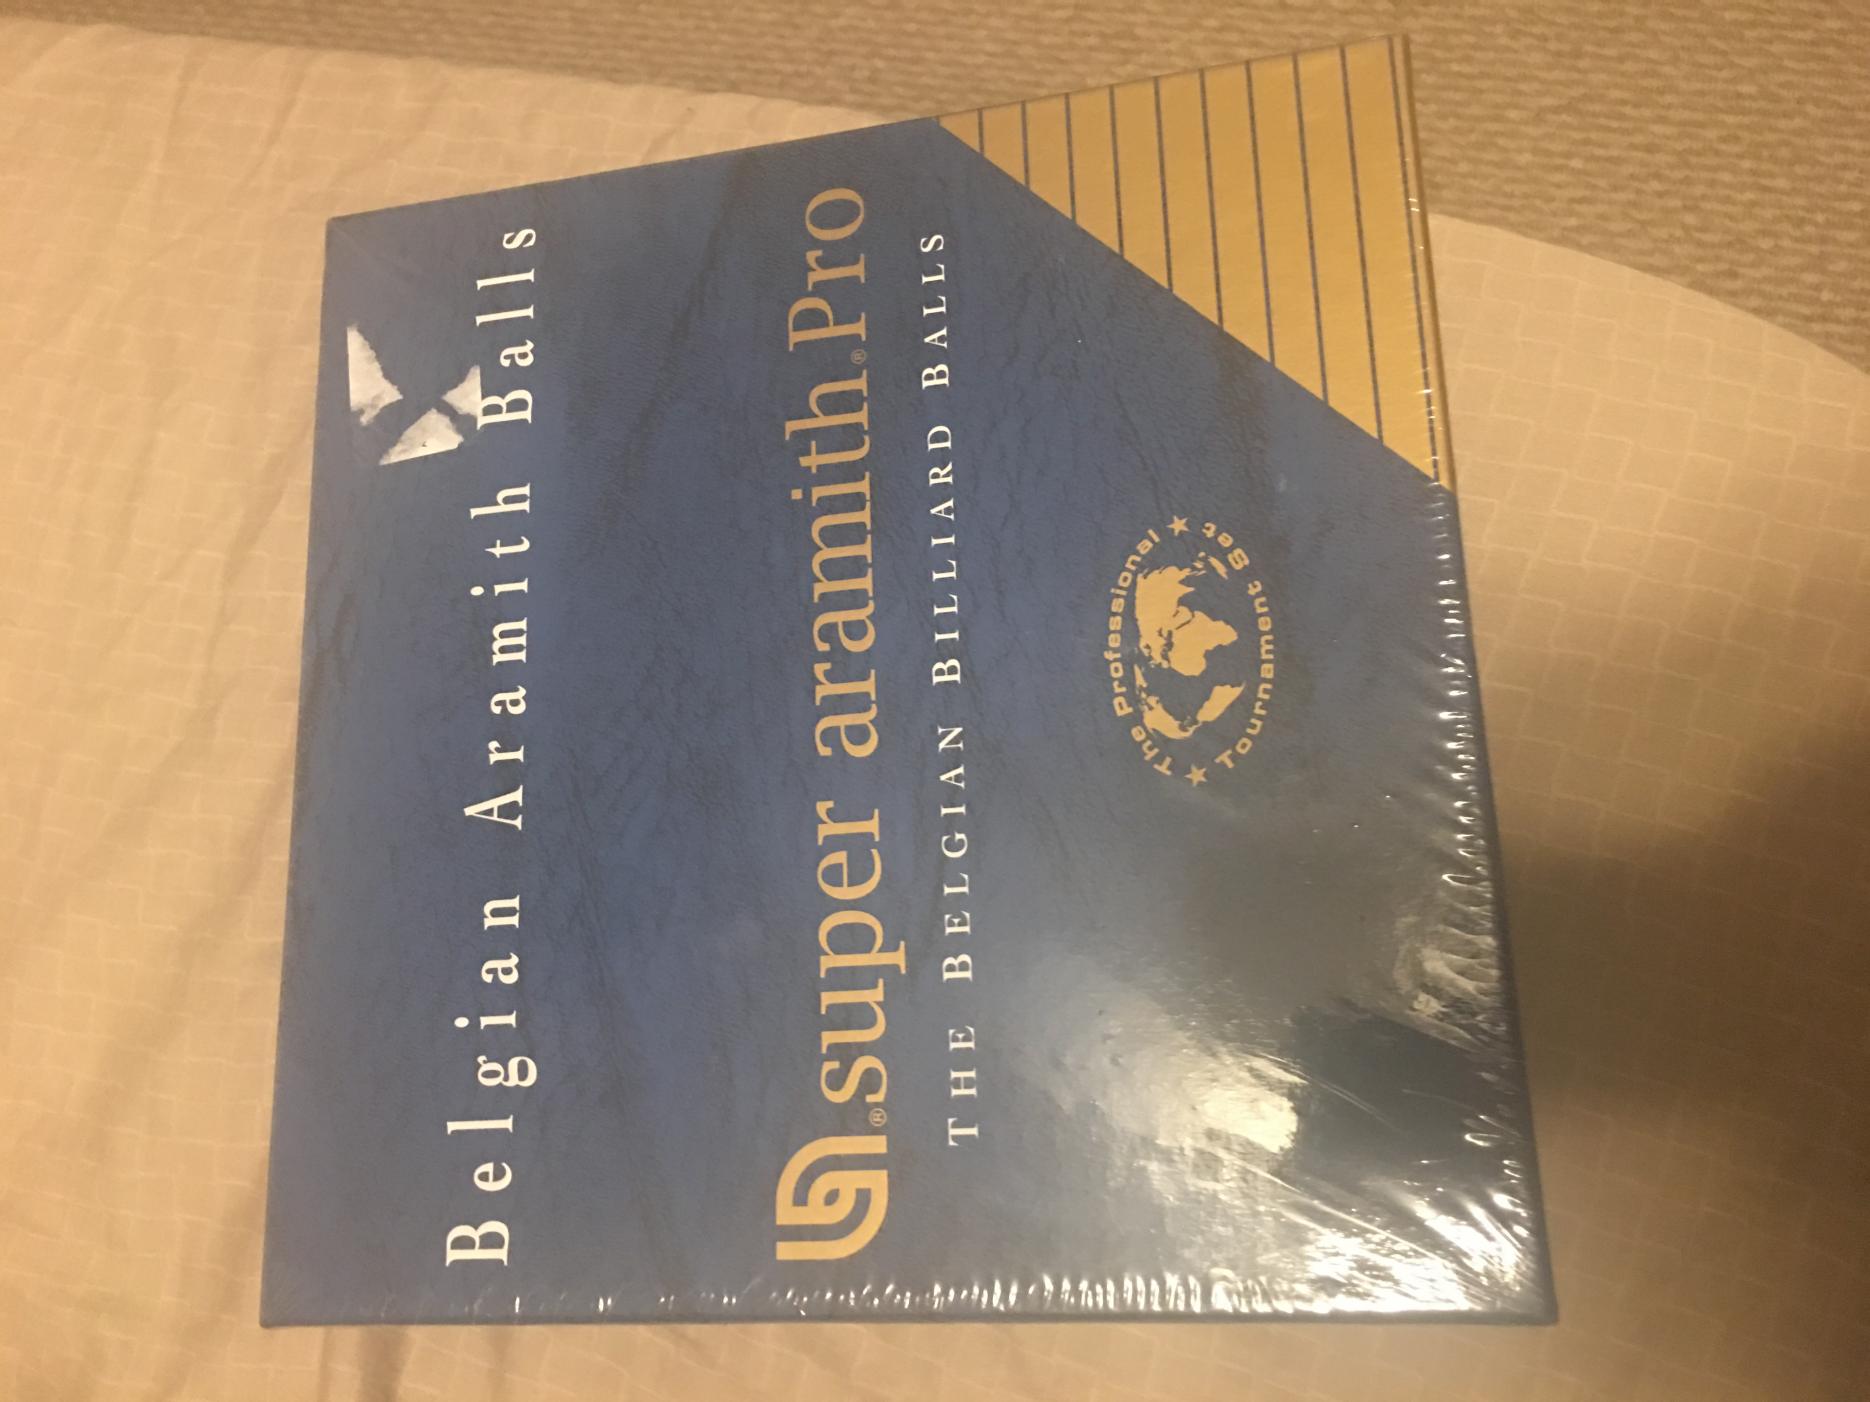 Belgian Aramith Balls
® super aramith® Pro
THE BELGIAN BILLIARD BALLS
The Professional
Tournament Set